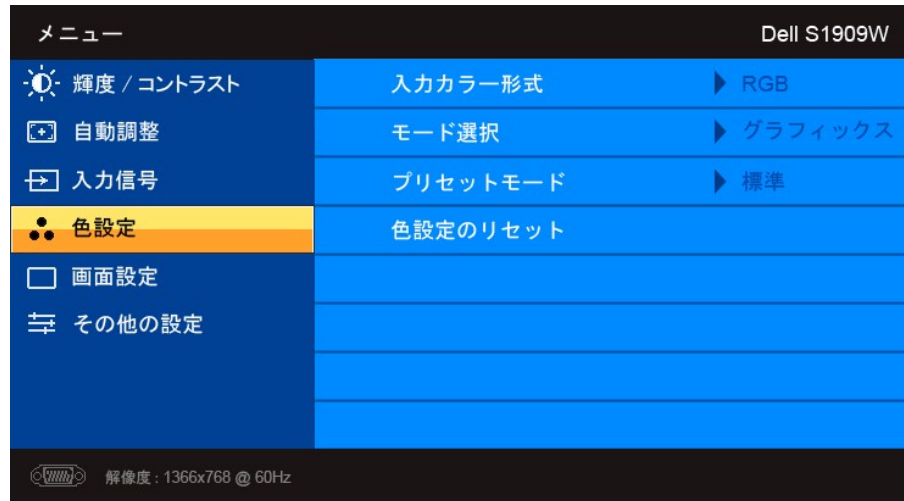 メニュー
Dell S1909W
輝度 / コントラスト
自動調整
入力信号
色設定
画面設定
その他の設定
入力カラー形式
RGB
モード選択
グラフィックス
プリセットモード
標準
色設定のリセット
解像度 : 1366x768 @ 60Hz